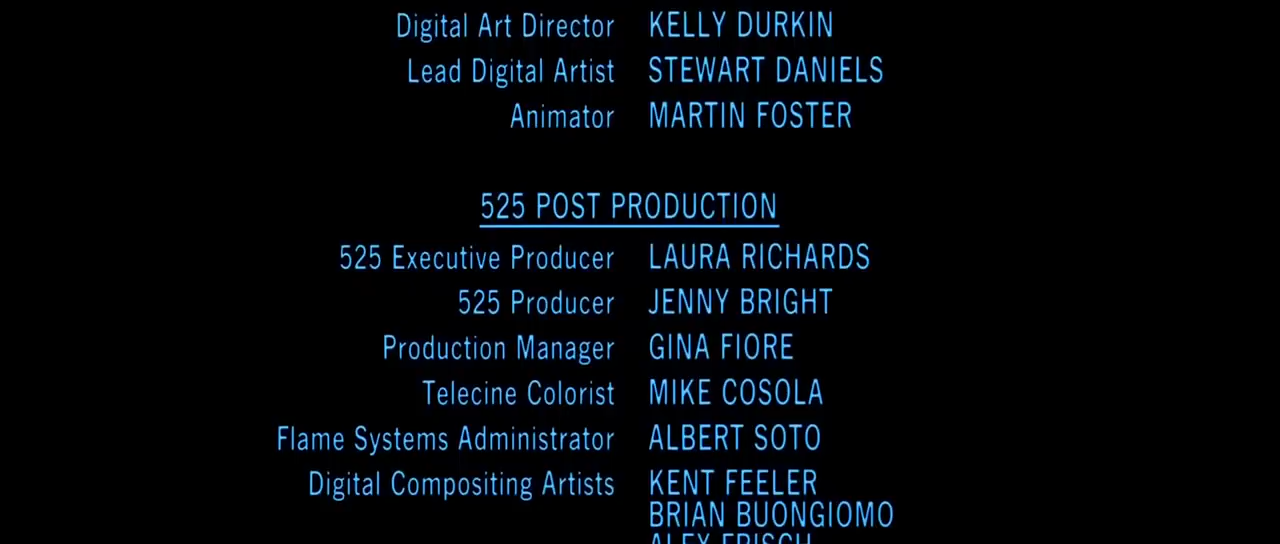 Digital Art Director KELLY DURKIN
Lead Digital Artist STEWART DANIELS
Animator MARTIN FOSTER
525 POST PRODUCTION
525 Executive Producer LAURA RICHARDS
525 Producer JENNY BRIGHT
Production Manager GINA FIORE
Telecine Colorist MIKE COSOLA
Flame Systems Administrator ALBERT SOTO
Digital Compositing Artists KENT FEELER
BRIAN BUONGIOMO
ALEX FRISCH